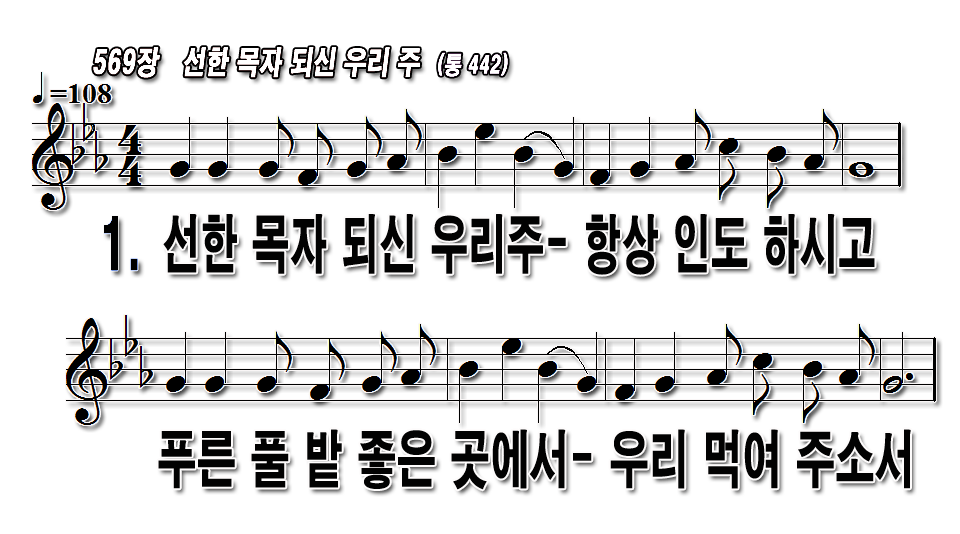 569장 선한 목자 되신 우리 주 (통 442)
♩=108
4/4
1. 선한 목자 되신 우리주- 항상 인도 하시고
푸른 풀 밭 좋은 곳에서- 우리 먹여 주소서